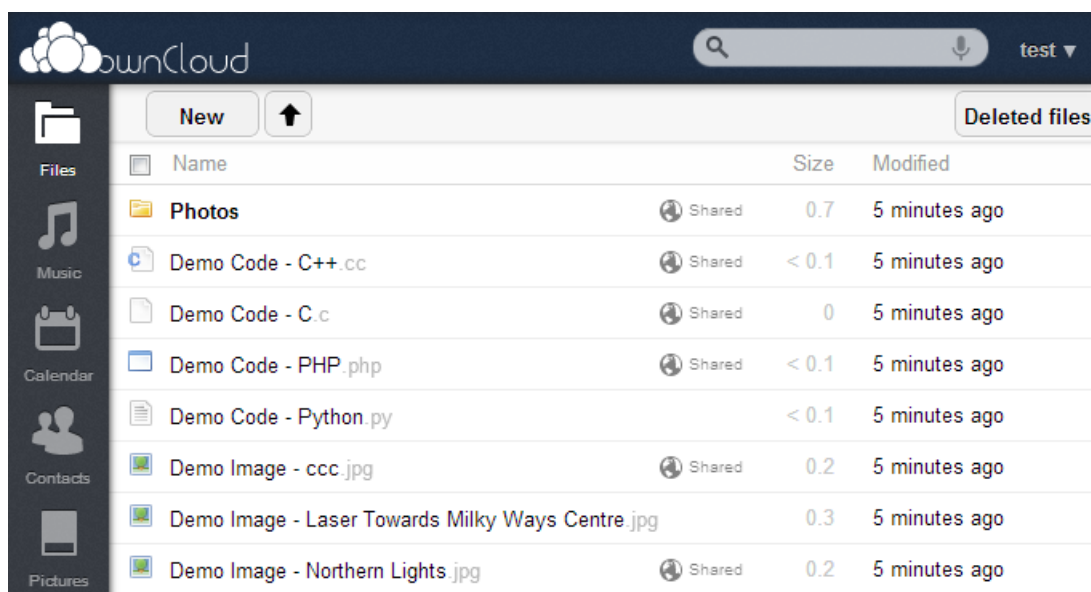 ownCloud test ▼
New Deleted files
Files
Name Size Modified
Photos Shared 0.7 5 minutes ago
Music
Demo Code - C++.cc Shared < 0.1 5 minutes ago
Demo Code - C.c Shared 0 5 minutes ago
Calendar
Demo Code - PHP.php Shared < 0.1 5 minutes ago
Demo Code - Python.py < 0.1 5 minutes ago
Contacts
Demo Image - ccc.jpg Shared 0.2 5 minutes ago
Demo Image - Laser Towards Milky Ways Centre.jpg 0.3 5 minutes ago
Pictures
Demo Image - Northern Lights.jpg Shared 0.2 5 minutes ago